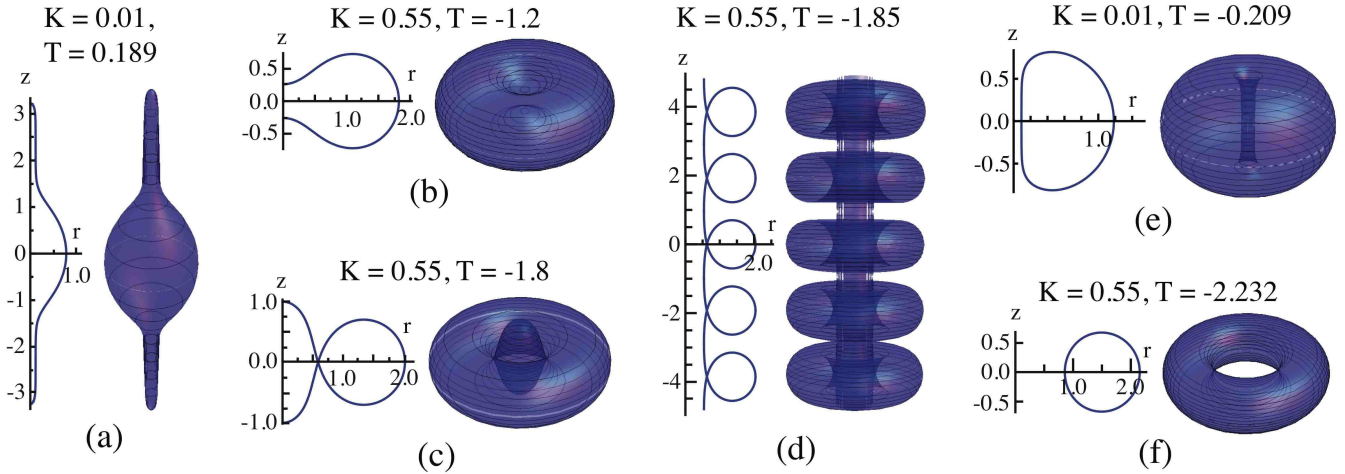 K = 0.01,
T = 0.189
z
3
2
1
0
-1
-2
-3
r
1.0
(a)
K = 0.55, T = -1.2
z
0.5
0.0
-0.5
r
1.0
2.0
(b)
K = 0.55, T = -1.8
z
1.0
0.0
-1.0
r
1.0
2.0
(c)
K = 0.55, T = -1.85
z
4
2
0
-2
-4
r
2.0
(d)
K = 0.01, T = -0.209
z
0.5
0.0
-0.5
r
1.0
(e)
K = 0.55, T = -2.232
z
0.5
0.0
-0.5
r
1.0
2.0
(f)